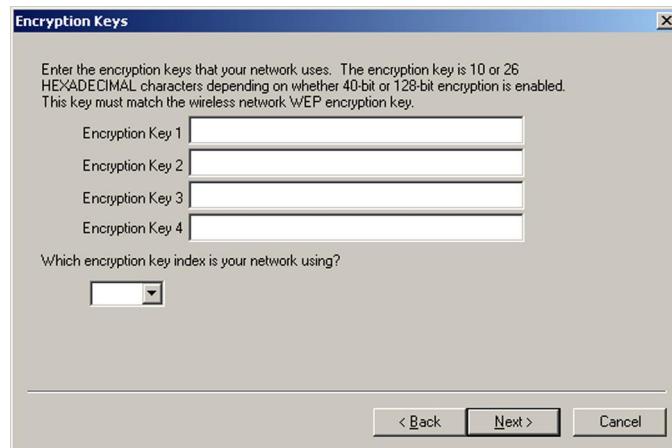 Encryption Keys
Enter the encryption keys that your network uses. The encryption key is 10 or 26
HEXADECIMAL characters depending on whether 40-bit or 128-bit encryption is enabled.
This key must match the wireless network WEP encryption key.
Encryption Key 1
Encryption Key 2
Encryption Key 3
Encryption Key 4
Which encryption key index is your network using?
< Back Next > Cancel